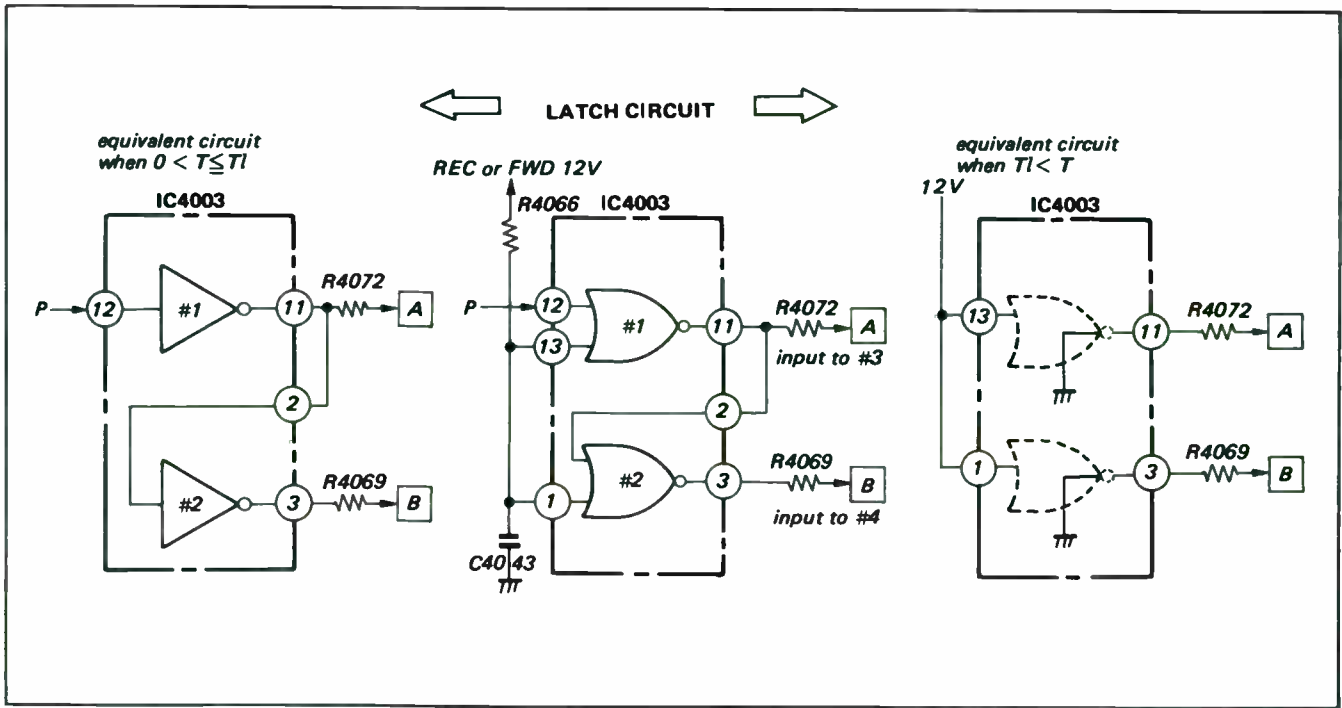 LATCH CIRCUIT
equivalent circuit
when 0 < T ≦ Tl
IC4003
P
12
#1
11
R4072
A
2
#2
3
R4069
B
REC or FWD 12V
R4066
IC4003
P
12
13
#1
11
R4072
A
input to #3
2
1
#2
3
R4069
B
input to #4
C4043
equivalent circuit
when Tl < T
12V
IC4003
13
11
R4072
A
1
3
R4069
B